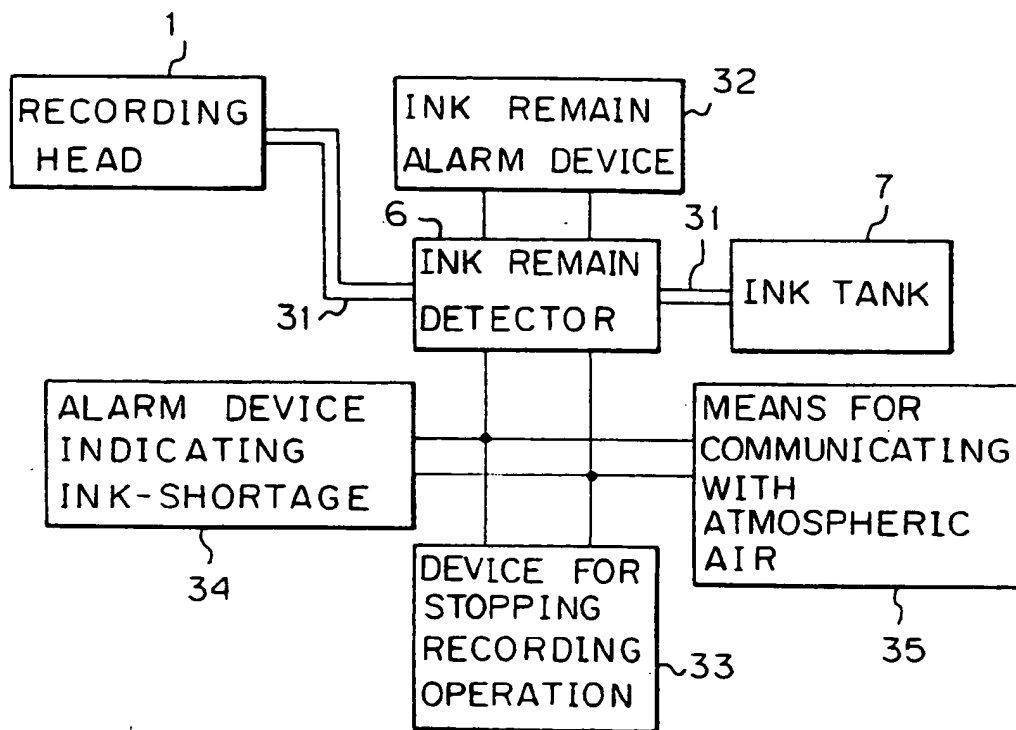 1
RECORDING
HEAD
INK REMAIN
ALARM DEVICE
32
6
INK REMAIN
DETECTOR
31
31
7
INK TANK
ALARM DEVICE
INDICATING
INK-SHORTAGE
34
MEANS FOR
COMMUNICATING
WITH
ATMOSPHERIC
AIR
35
DEVICE FOR
STOPPING
RECORDING
OPERATION
33